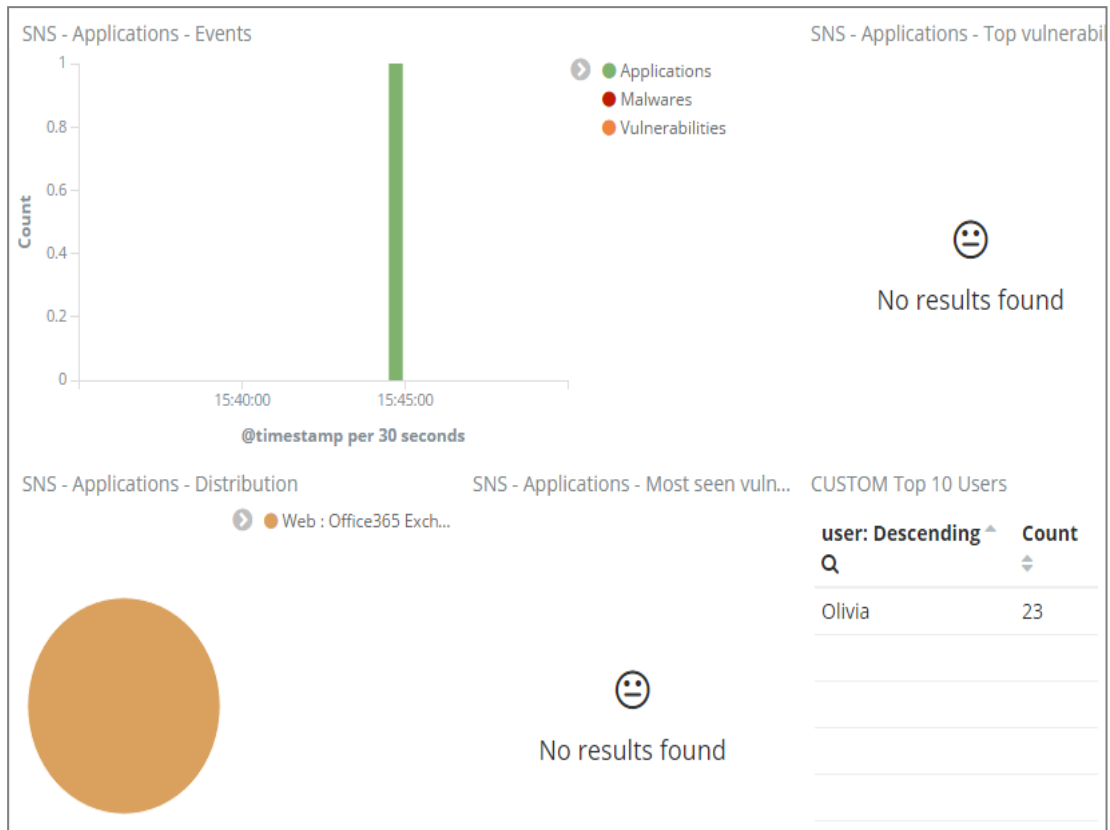 SNS - Applications - Events
1
0.8
0.6
0.4
0.2
0
Count
15:40:00
15:45:00
@timestamp per 30 seconds
Applications
Malwares
Vulnerabilities
SNS - Applications - Top vulnerabil
No results found
SNS - Applications - Distribution
Web : Office365 Exch...
SNS - Applications - Most seen vuln...
No results found
CUSTOM Top 10 Users
user: Descending Count
Olivia 23